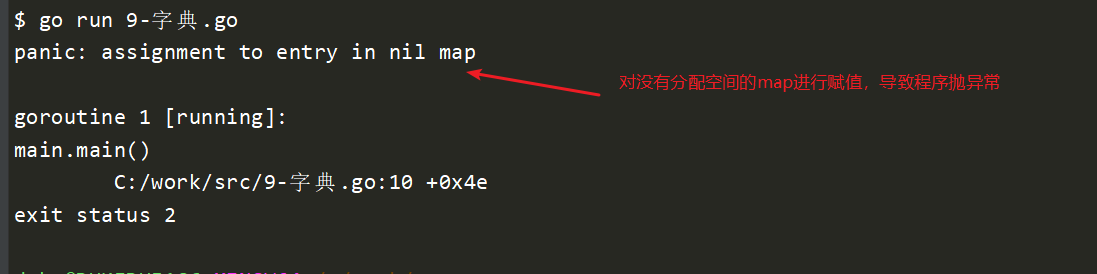 $ go run 9-字典.go
panic: assignment to entry in nil map
对没有分配空间的map进行赋值，导致程序抛异常
goroutine 1 [running]:
main.main()
C:/work/src/9-字典.go:10 +0x4e
exit status 2